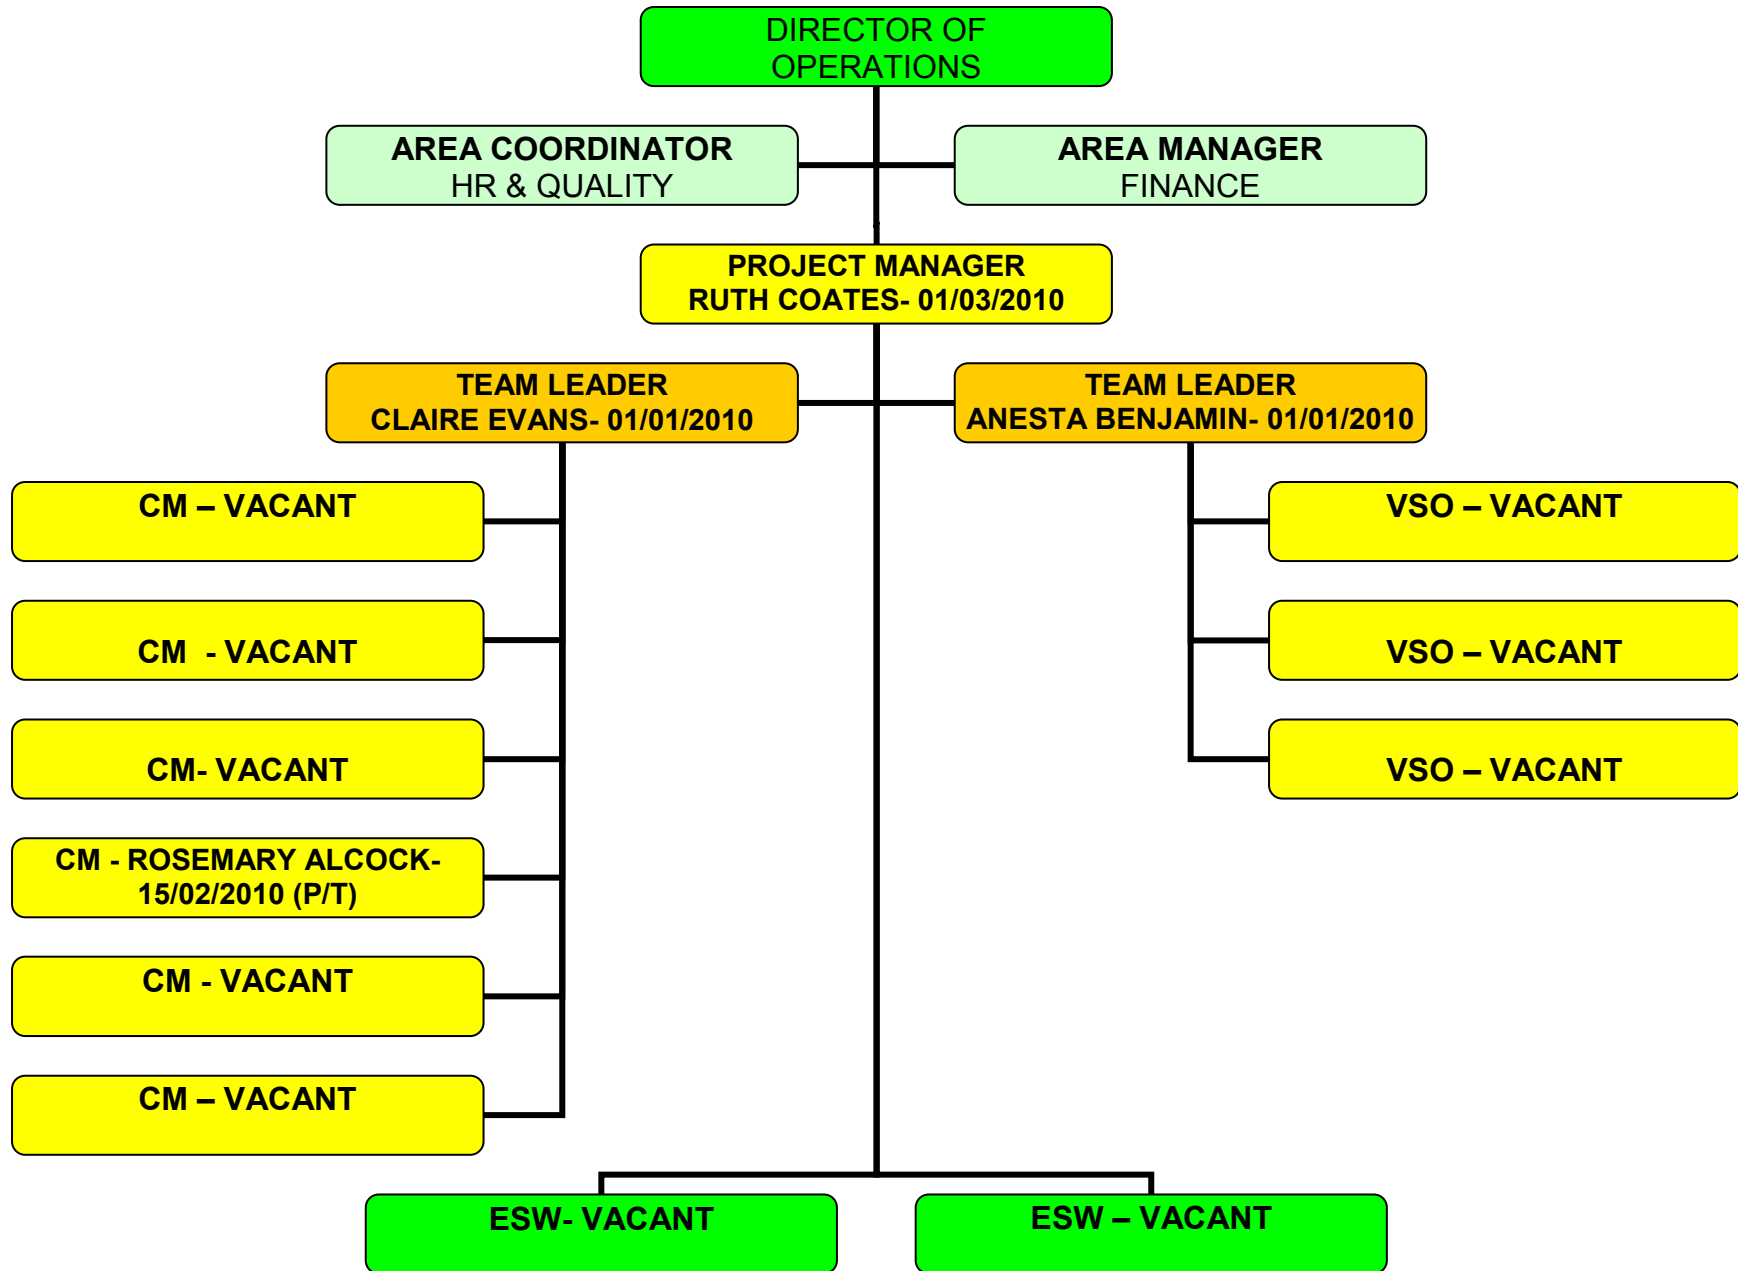 DIRECTOR OF
OPERATIONS
AREA COORDINATOR
HR & QUALITY
AREA MANAGER
FINANCE
PROJECT MANAGER
RUTH COATES- 01/03/2010
TEAM LEADER
CLAIRE EVANS- 01/01/2010
TEAM LEADER
ANESTA BENJAMIN- 01/01/2010
CM – VACANT
VSO – VACANT
CM - VACANT
VSO – VACANT
CM- VACANT
VSO – VACANT
CM - ROSEMARY ALCOCK-
15/02/2010 (P/T)
CM - VACANT
CM – VACANT
ESW- VACANT
ESW – VACANT